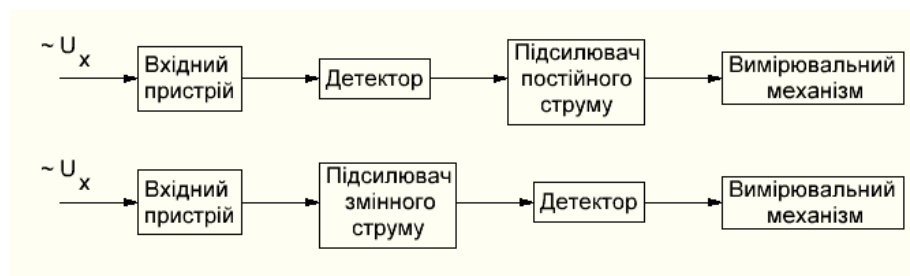 ~ U x
Вхідний
пристрій
Детектор
Підсилювач
постійного
струму
Вимірювальний
механізм
~ U x
Вхідний
пристрій
Підсилювач
змінного
струму
Детектор
Вимірювальний
механізм